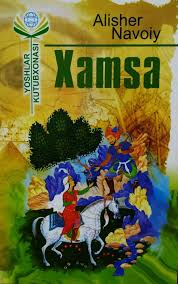 YOSHLAR
KUTUBXONASI
Alisher
Navoiy
Xamsa